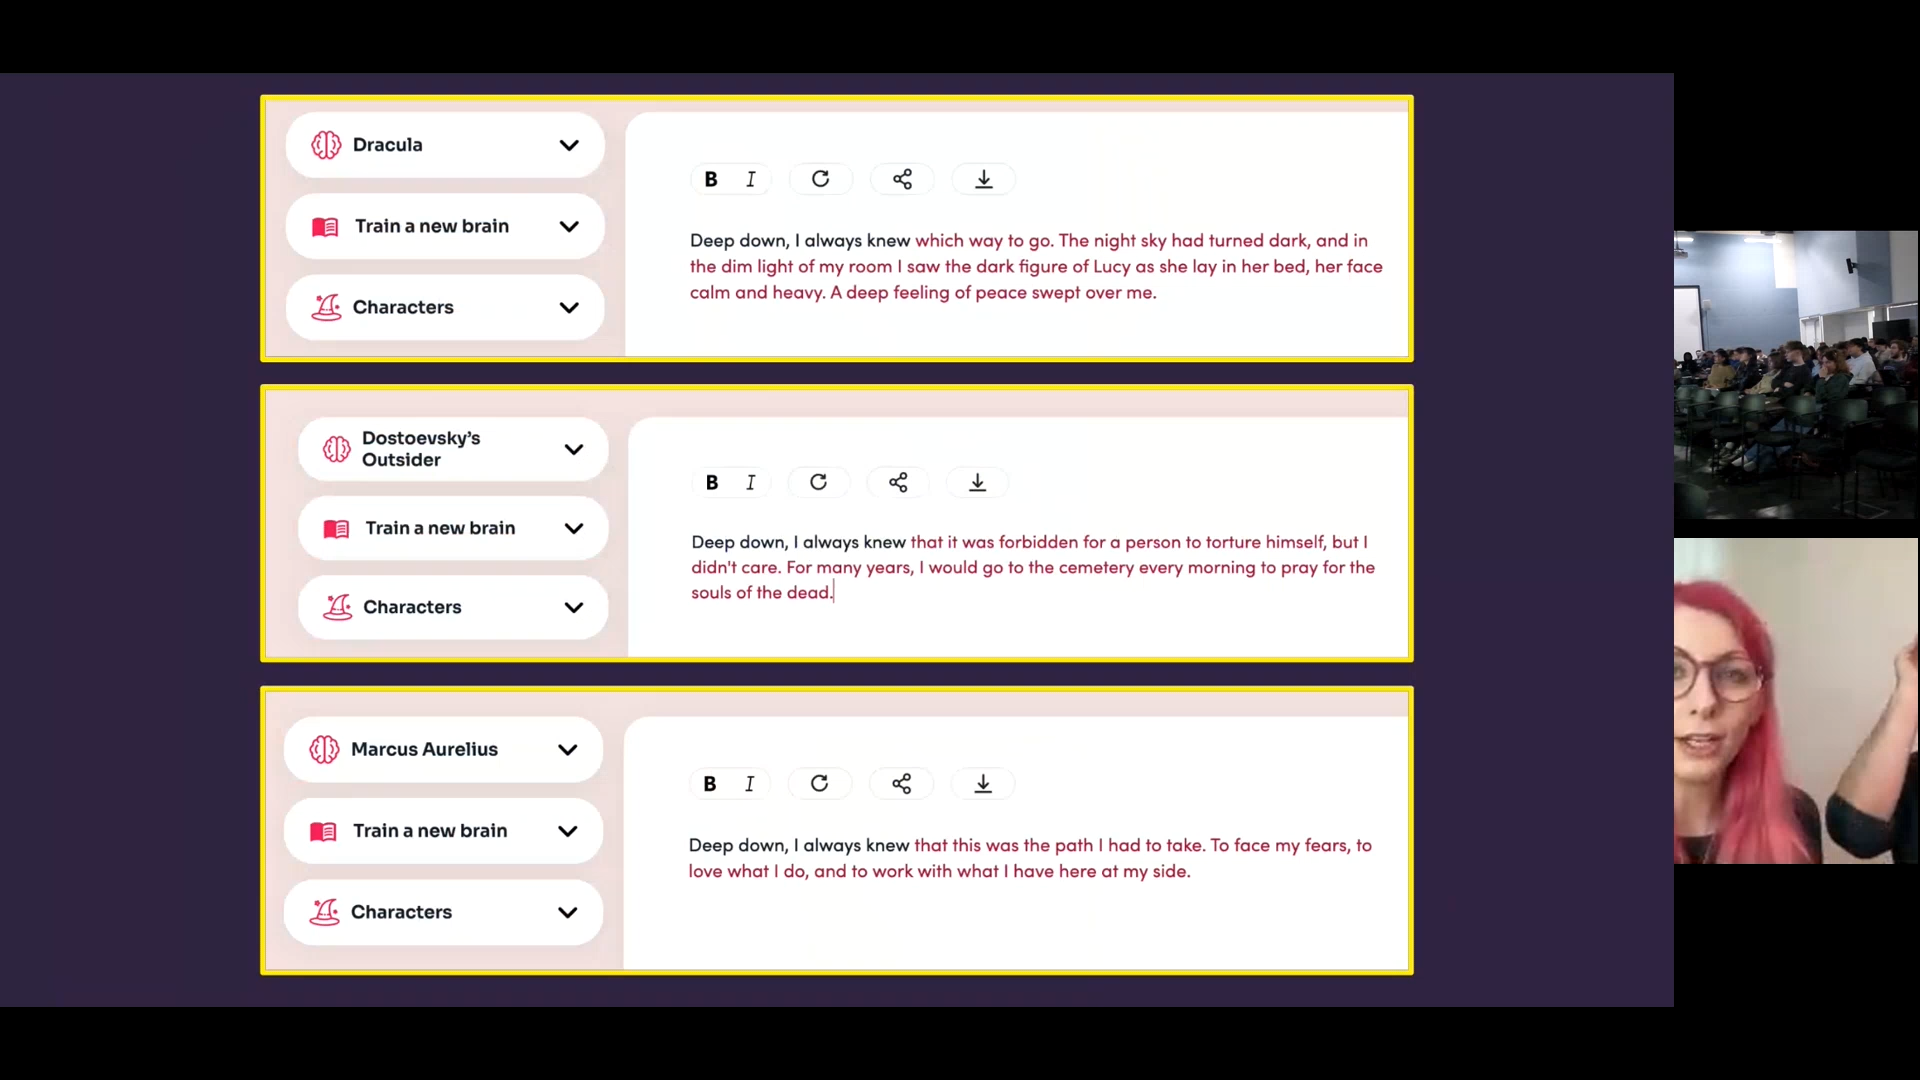 Dracula
Train a new brain
Characters
B I
Deep down, I always knew which way to go. The night sky had turned dark, and in
the dim light of my room I saw the dark figure of Lucy as she lay in her bed, her face
calm and heavy. A deep feeling of peace swept over me.
Dostoevsky’s
Outsider
Train a new brain
Characters
B I
Deep down, I always knew that it was forbidden for a person to torture himself, but I
didn't care. For many years, I would go to the cemetery every morning to pray for the
souls of the dead.
Marcus Aurelius
Train a new brain
Characters
B I
Deep down, I always knew that this was the path I had to take. To face my fears, to
love what I do, and to work with what I have here at my side.